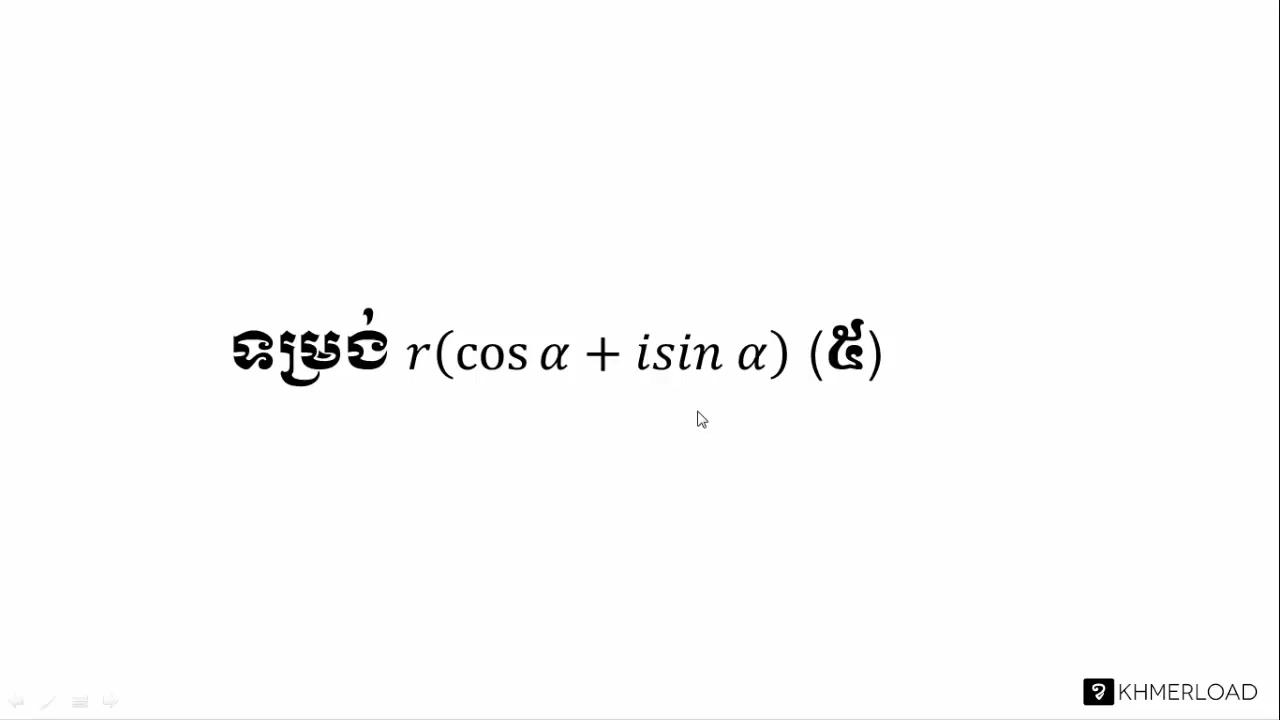 ទម្រង់ r(cos α + isin α) (៥)
KHMERLOAD